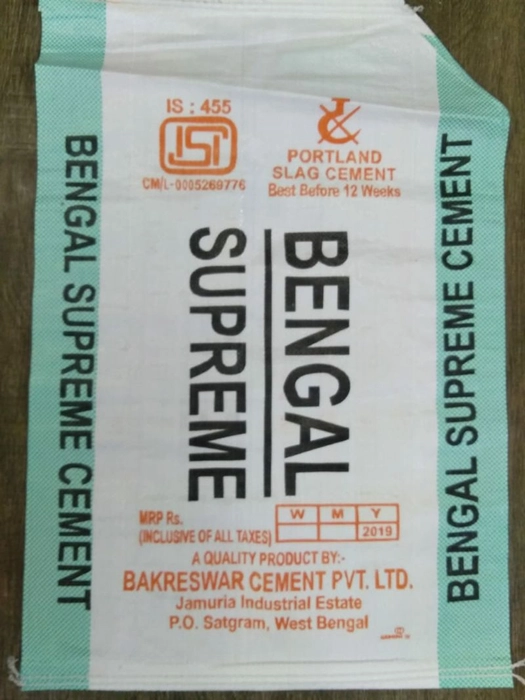 IS : 455
ISI
CM/L-0005269776
PORTLAND
SLAG CEMENT
Best Before 12 Weeks
BENGAL
SUPREME
BENGAL SUPREME CEMENT
BENGAL SUPREME CEMENT
MRP Rs.
(INCLUSIVE OF ALL TAXES)
W M Y
2019
A QUALITY PRODUCT BY:-
BAKRESWAR CEMENT PVT. LTD.
Jamuria Industrial Estate
P.O. Satgram, West Bengal